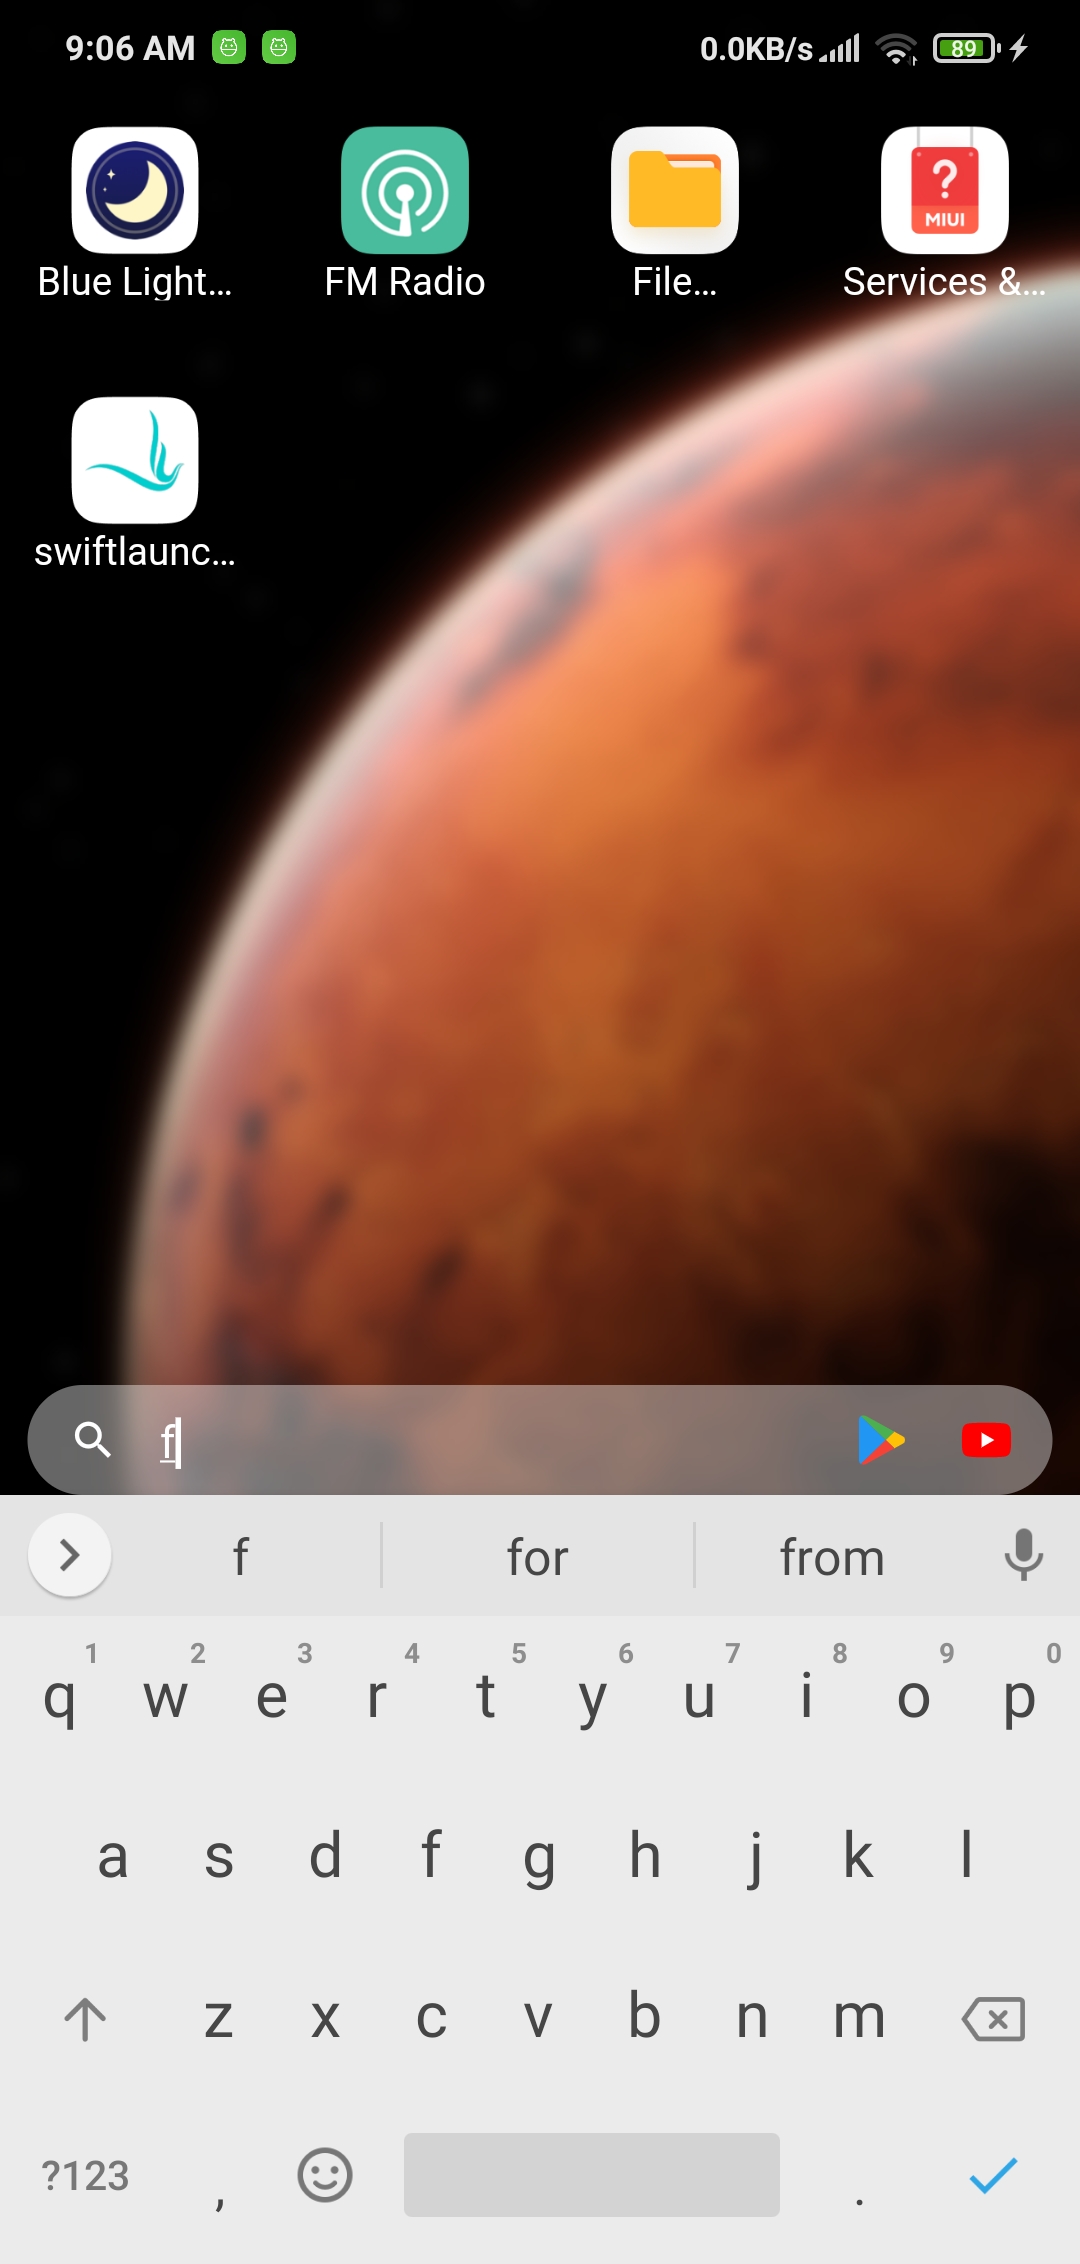 9:06 AM 0.0KB/s 89
Blue Light... FM Radio File... Services &...
MIUI
swiftlaunc...
f
f for from
1 2 3 4 5 6 7 8 9 0
q w e r t y u i o p
a s d f g h j k l
z x c v b n m
?123 , .